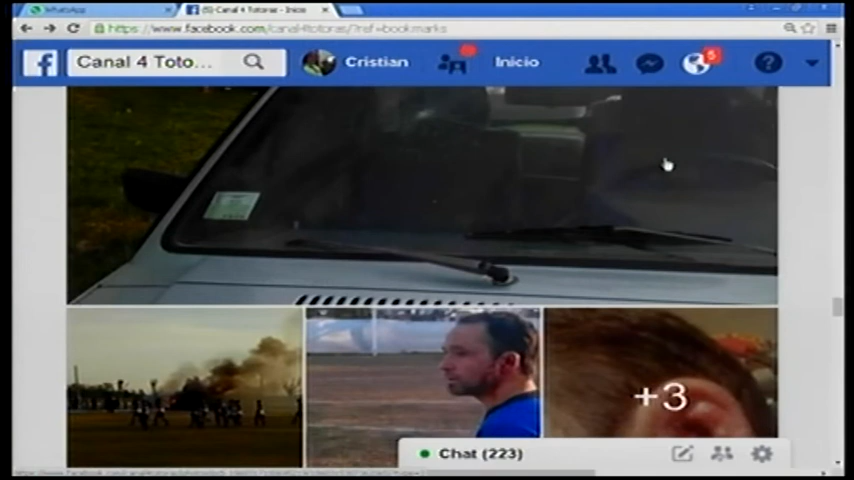 WhatsApp
(5) Canal 4 Totoras - Inicio
https://www.facebook.com/canal4totoras/?ref=bookmarks
f Canal 4 Toto... Cristian Inicio 5 ?
+3
Chat (223)